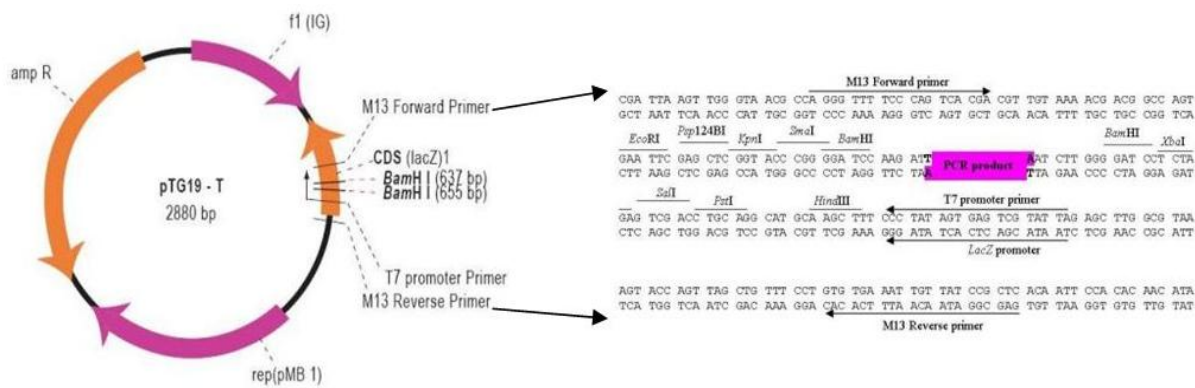 f1 (IG)
amp R
M13 Forward Primer
CDS (lacZ)1
BamH I (637 bp)
BamH I (655 bp)
pTG19 - T
2880 bp
T7 promoter Primer
M13 Reverse Primer
rep(pMB 1)
M13 Forward primer
CGA TTA AGT TGG GTA ACG CCA GGG TTT TCC CAG TCA CGA CGT TGT AAA ACG ACG GCC AGT
GCT AAT TCA ACC CAT TGC GGT CCC AAA AGG GTC AGT GCT GCA ACA TTT TGC TGC CGG TCA
EcoRI Psp124BI KpnI SmaI BamHI BamHI XbaI
GAA TTC GAG CTC GGT ACC CGG GGA TCC AAG ATT PCR product AAT CTT GGG GAT CCT CTA
CTT AAG CTC GAG CCA TGG GCC CCT AGG TTC TAA TTA GAA CCC CTA GGA GAT
SalI PstI HindIII T7 promoter primer
GAG TCG ACC TGC AGG CAT GCA AGC TTT CCC TAT AGT GAG TCG TAT TAG AGC TTG GCG TAA
CTC AGC TGG ACG TCC GTA CGT TCG AAA GGG ATA TCA CTC AGC ATA ATC TCG AAC CGC ATT
LacZ promoter
AGT ACC AGT TAG CTG TTT CCT GTG TGA AAT TGT TAT CCG CTC ACA ATT CCA CAC AAC ATA
TCA TGG TCA ATC GAC AAA GGA CAC ACT TTA ACA ATA GGC GAG TGT TAA GGT GTG TTG TAT
M13 Reverse primer